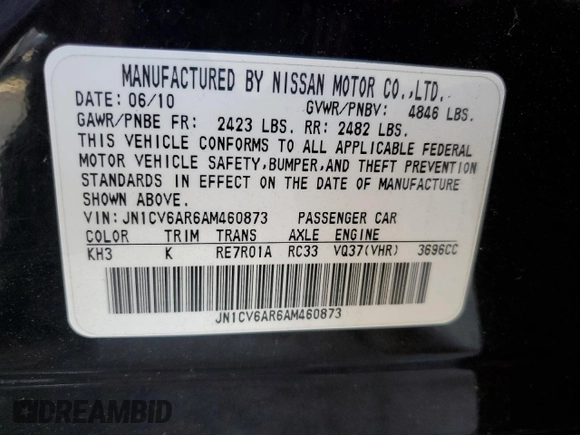 MANUFACTURED BY NISSAN MOTOR CO.,LTD.
DATE: 06/10 GVWR/PNBV: 4846 LBS.
GAWR/PNBE FR: 2423 LBS. RR: 2482 LBS.
THIS VEHICLE CONFORMS TO ALL APPLICABLE FEDERAL
MOTOR VEHICLE SAFETY,BUMPER,AND THEFT PREVENTION
STANDARDS IN EFFECT ON THE DATE OF MANUFACTURE
SHOWN ABOVE.
VIN:JN1CV6AR6AM460873 PASSENGER CAR
COLOR TRIM TRANS AXLE ENGINE
KH3 K RE7R01A RC33 VQ37(VHR) 3696CC
JN1CV6AR6AM460873
DREAMBID